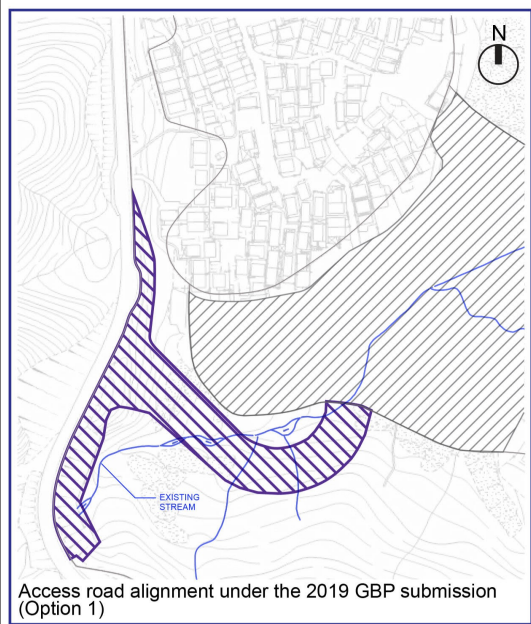 N
EXISTING
STREAM
Access road alignment under the 2019 GBP submission
(Option 1)